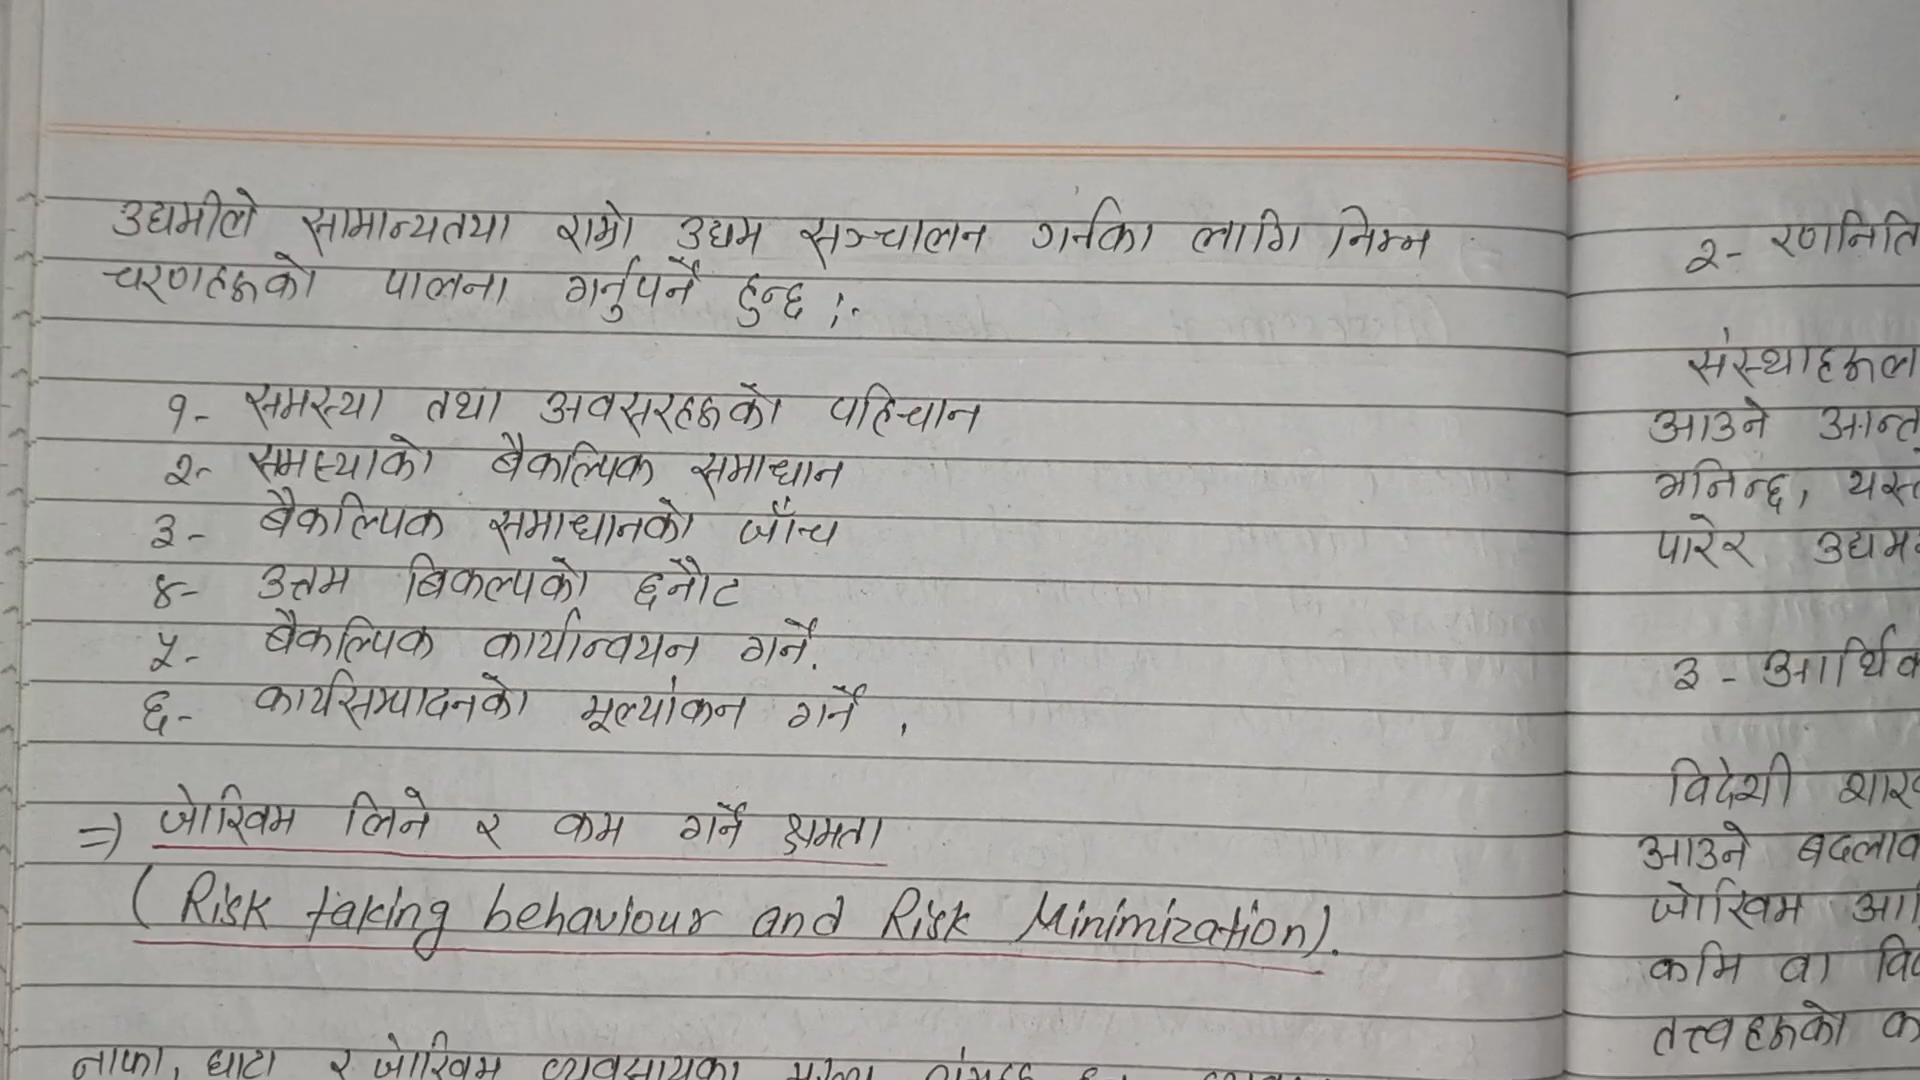 उद्यमीले सामान्यतया राम्रो उद्यम सञ्चालन गर्नका लागि निम्न
चरणहरूको पालना गर्नुपर्ने हुन्छ ;.
१- समस्या तथा अवसरहरूको पहिचान
२- समस्याको बैकल्पिक समाधान
३- बैकल्पिक समाधानको जाँच
४- उत्तम बिकल्पको छनौट
५- बैकल्पिक कार्यान्वयन गर्ने.
६- कार्यसम्पादनको मूल्यांकन गर्ने ,
=) जोखिम लिने र कम गर्ने क्षमता
( Risk taking behaviour and Risk Minimization).
नाफा, घाटा र जोखिम व्यवसायका
२- रणनिति
संस्थाहरूल
आउने आन्त
भनिन्छ, यस्त
पारेर उद्यम
३- आर्थिक
विदेशी शाख
आउने बदलाव
जोखिम आ
कमि वा वि
तत्त्वहरूको क